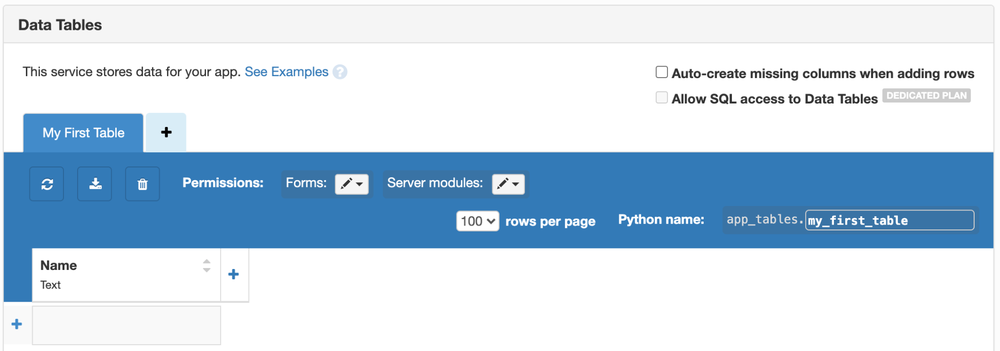 Data Tables
This service stores data for your app. See Examples ?
Auto-create missing columns when adding rows
Allow SQL access to Data Tables DEDICATED PLAN
My First Table +
Permissions: Forms: Server modules:
100 rows per page Python name: app_tables.my_first_table
Name +
Text
+